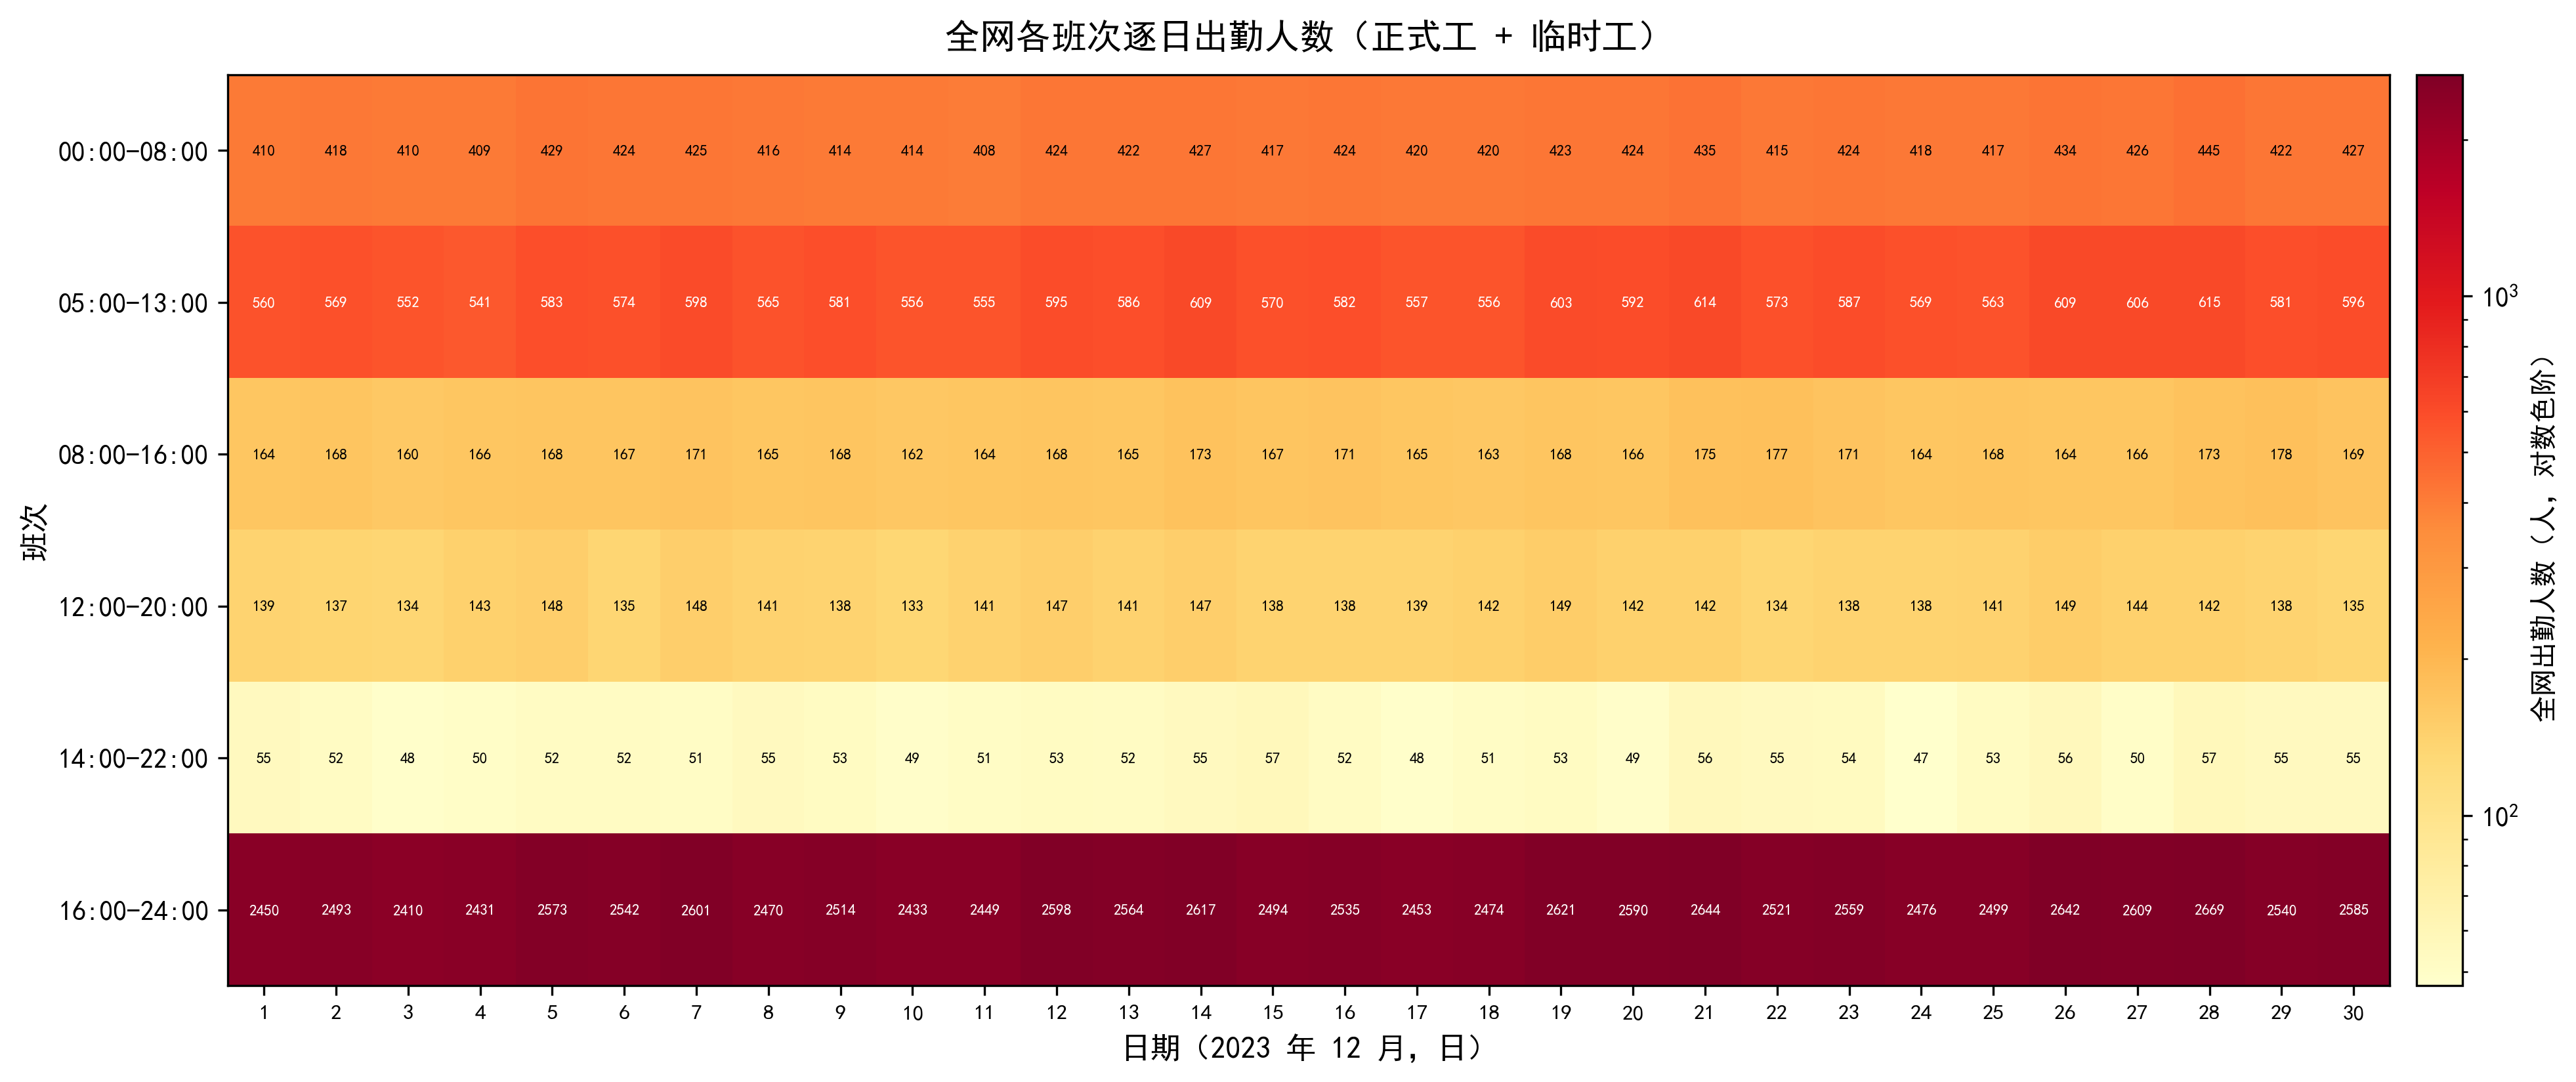 全网各班次逐日出勤人数（正式工 + 临时工）
班次
00:00-08:00 410 418 410 409 429 424 425 416 414 414 408 424 422 427 417 424 420 420 423 424 435 415 424 418 417 434 426 445 422 427
05:00-13:00 560 569 552 541 583 574 598 565 581 556 555 595 586 609 570 582 557 556 603 592 614 573 587 569 563 609 606 615 581 596
08:00-16:00 164 168 160 166 168 167 171 165 168 162 164 168 165 173 167 171 165 163 168 166 175 177 171 164 168 164 166 173 178 169
12:00-20:00 139 137 134 143 148 135 148 141 138 133 141 147 141 147 138 138 139 142 149 142 142 134 138 138 141 149 144 142 138 135
14:00-22:00 55 52 48 50 52 52 51 55 53 49 51 53 52 55 57 52 48 51 53 49 56 55 54 47 53 56 50 57 55 55
16:00-24:00 2450 2493 2410 2431 2573 2542 2601 2470 2514 2433 2449 2598 2564 2617 2494 2535 2453 2474 2621 2590 2644 2521 2559 2476 2499 2642 2609 2669 2540 2585
1 2 3 4 5 6 7 8 9 10 11 12 13 14 15 16 17 18 19 20 21 22 23 24 25 26 27 28 29 30
日期（2023 年 12 月，日）
10³
10²
全网出勤人数（人，对数色阶）